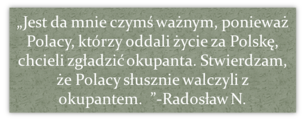 „Jest da mnie czymś ważnym, ponieważ
Polacy, którzy oddali życie za Polskę,
chcieli zgładzić okupanta. Stwierdzam,
że Polacy słusznie walczyli z
okupantem.  ”-Radosław N.